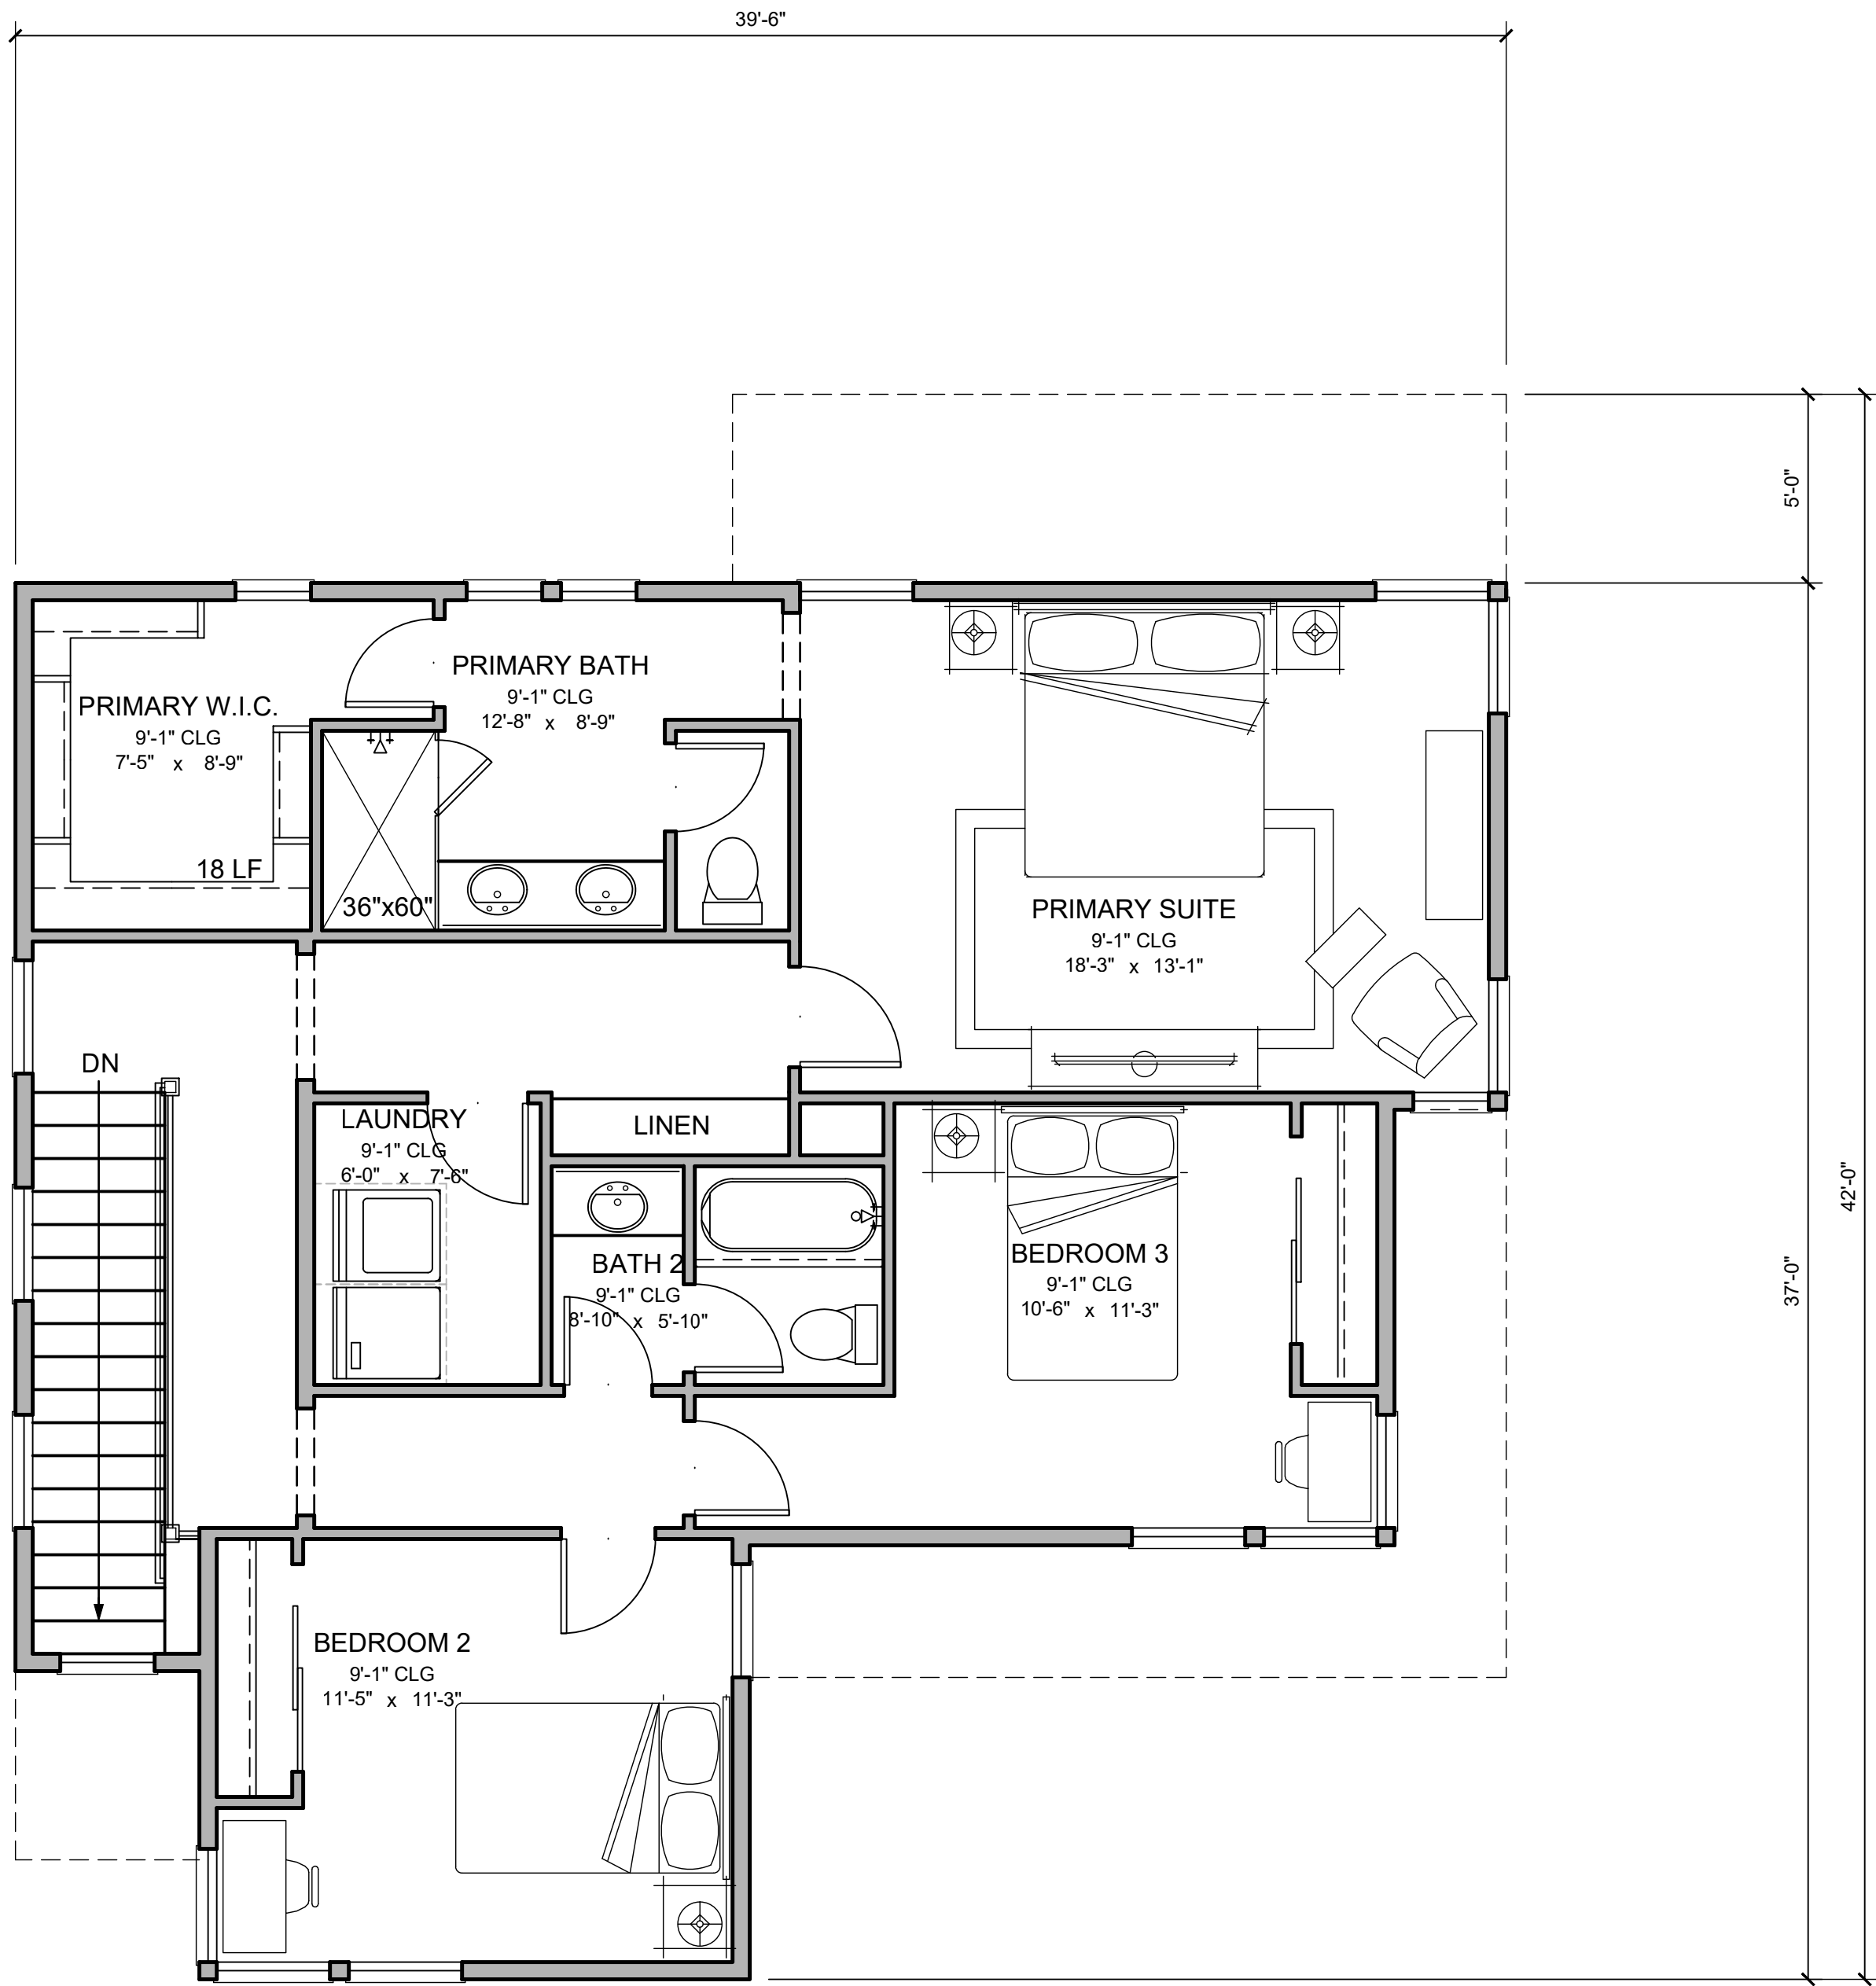 39'-6"
5'-0"
42'-0"
37'-0"
PRIMARY BATH
9'-1" CLG
12'-8" x 8'-9"
PRIMARY W.I.C.
9'-1" CLG
7'-5" x 8'-9"
18 LF
36"x60"
PRIMARY SUITE
9'-1" CLG
18'-3" x 13'-1"
DN
LAUNDRY
9'-1" CLG
6'-0" x 7'-6"
LINEN
BATH 2
9'-1" CLG
8'-10" x 5'-10"
BEDROOM 3
9'-1" CLG
10'-6" x 11'-3"
BEDROOM 2
9'-1" CLG
11'-5" x 11'-3"